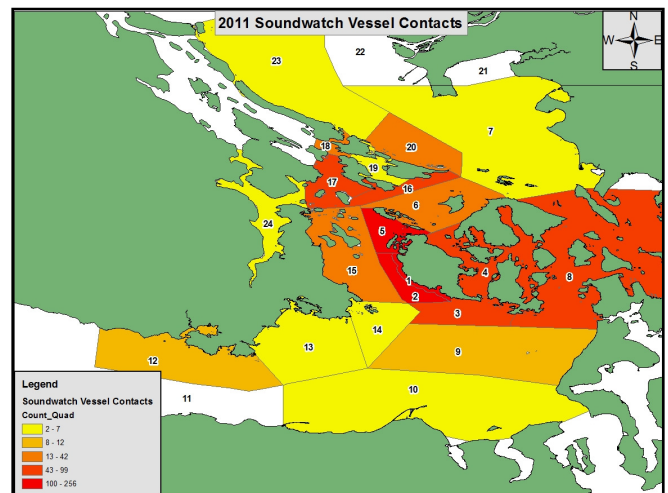 2011 Soundwatch Vessel Contacts
N
W E
S
22
23
21
7
18
20
19
17
16
6
24
5
15
4
8
1
2
3
14
13
9
12
11
10
Legend
Soundwatch Vessel Contacts
Count_Quad
2 - 7
8 - 12
13 - 42
43 - 99
100 - 256